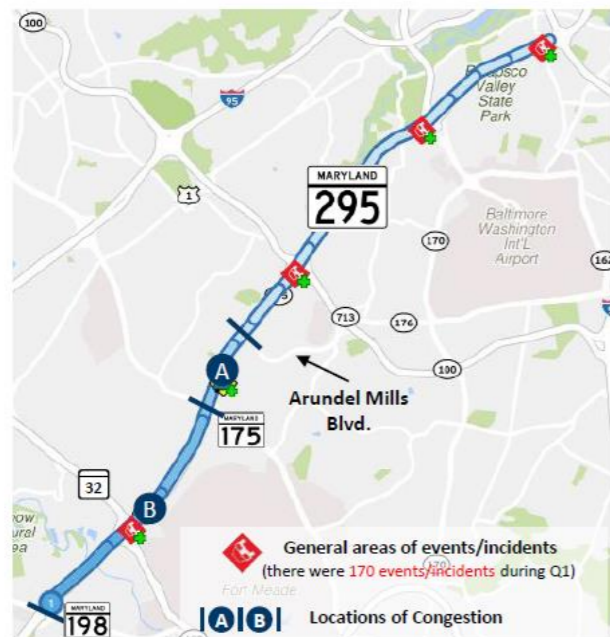 100
95
1
Valley
State
Park
MARYLAND
295
170
Baltimore
Washington
Int'L
Airport
162
713
176
100
A
Arundel Mills
Blvd.
MARYLAND
175
32
B
General areas of events/incidents
(there were 170 events/incidents during Q1)
Fort Meade
1
MARYLAND
198
A B Locations of Congestion